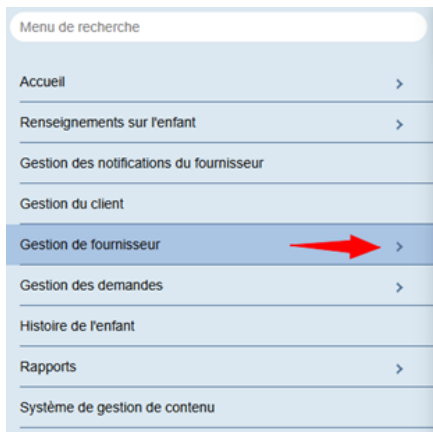 Menu de recherche
Accueil
Renseignements sur l'enfant
Gestion des notifications du fournisseur
Gestion du client
Gestion de fournisseur
Gestion des demandes
Histoire de l'enfant
Rapports
Système de gestion de contenu